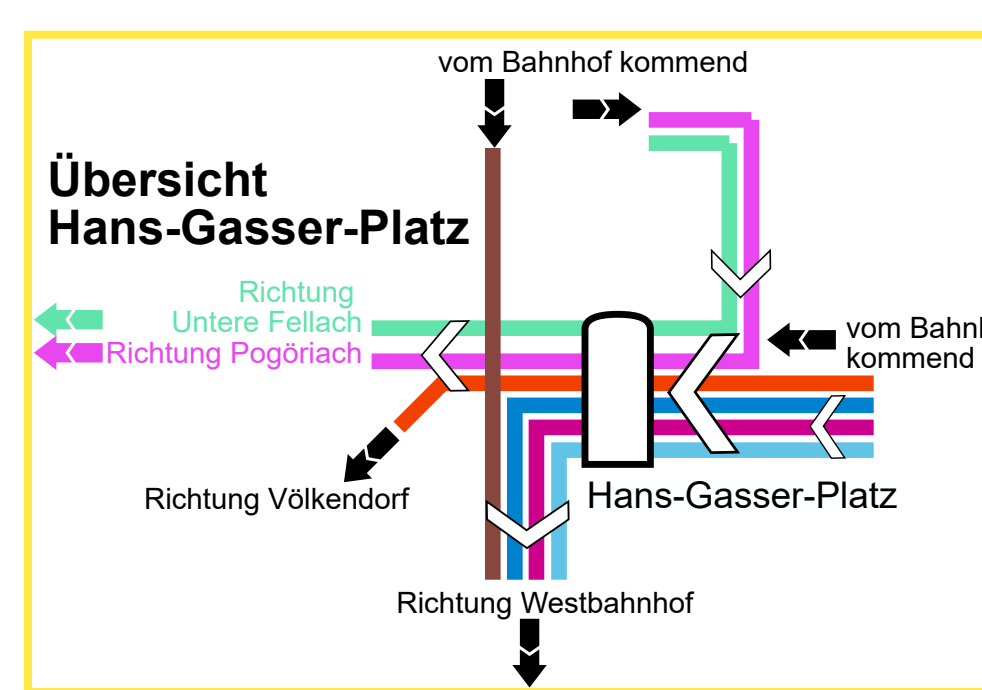 vom Bahnhof kommend
Übersicht
Hans-Gasser-Platz
Richtung
Untere Fellach
Richtung Pogöriach
vom
kommend
Richtung Völkendorf
Hans-Gasser-Platz
Richtung Westbahnhof